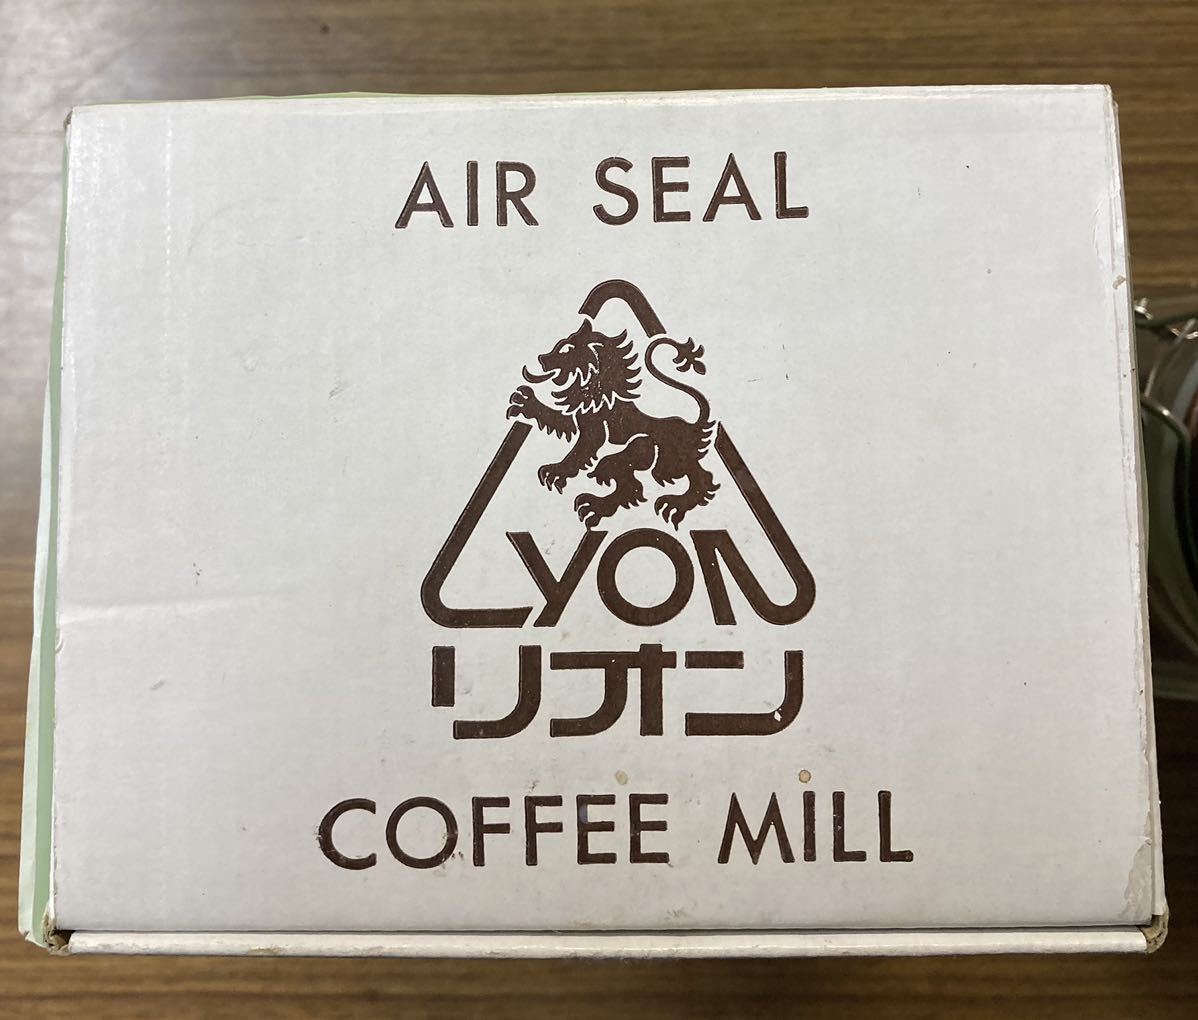 AIR SEAL
LYON
リオン
COFFEE MILL